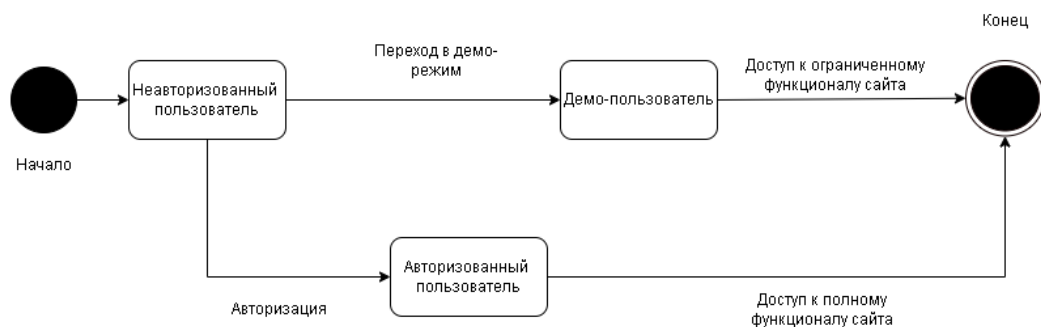 Конец
Переход в демо-
режим
Доступ к ограниченному
функционалу сайта
Неавторизованный
пользователь
Демо-пользователь
Начало
Авторизованный
пользователь
Авторизация
Доступ к полному
функционалу сайта